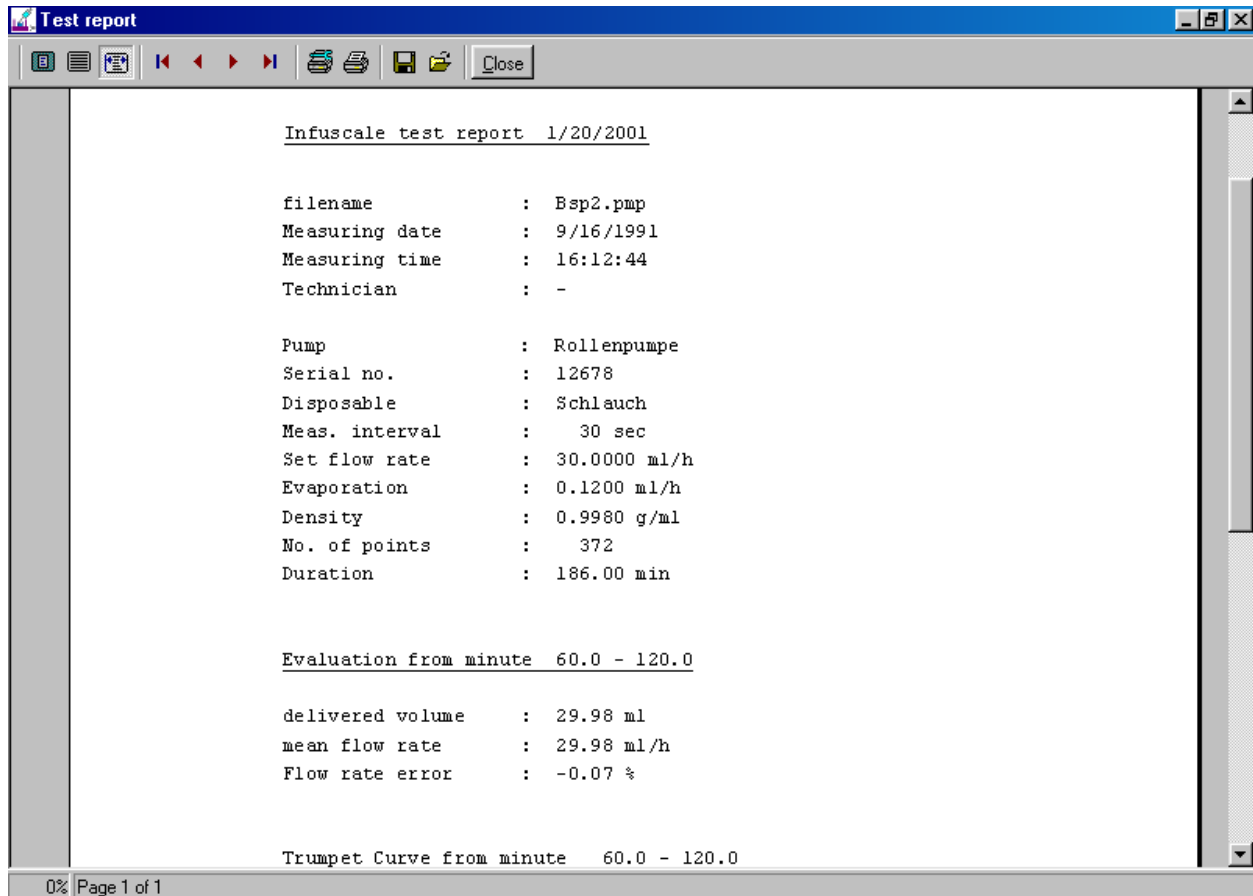 Test report
Close
Infuscale test report 1/20/2001
filename : Bsp2.pmp
Measuring date : 9/16/1991
Measuring time : 16:12:44
Technician : -
Pump : Rollenpumpe
Serial no. : 12678
Disposable : Schlauch
Meas. interval : 30 sec
Set flow rate : 30.0000 ml/h
Evaporation : 0.1200 ml/h
Density : 0.9980 g/ml
No. of points : 372
Duration : 186.00 min
Evaluation from minute 60.0 - 120.0
delivered volume : 29.98 ml
mean flow rate : 29.98 ml/h
Flow rate error : -0.07 %
Trumpet Curve from minute 60.0 - 120.0
0% Page 1 of 1